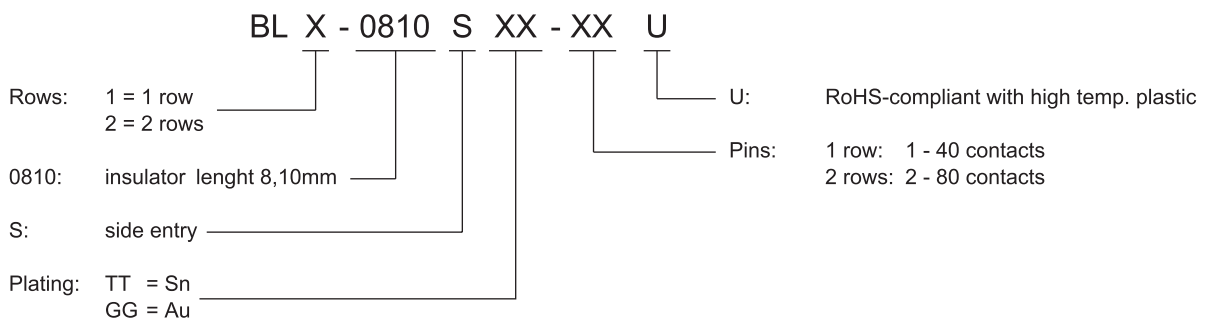 BL X - 0810 S XX - XX U
Rows: 1 = 1 row
2 = 2 rows
0810: insulator lenght 8,10mm
S: side entry
Plating: TT = Sn
GG = Au
U: RoHS-compliant with high temp. plastic
Pins: 1 row: 1 - 40 contacts
2 rows: 2 - 80 contacts